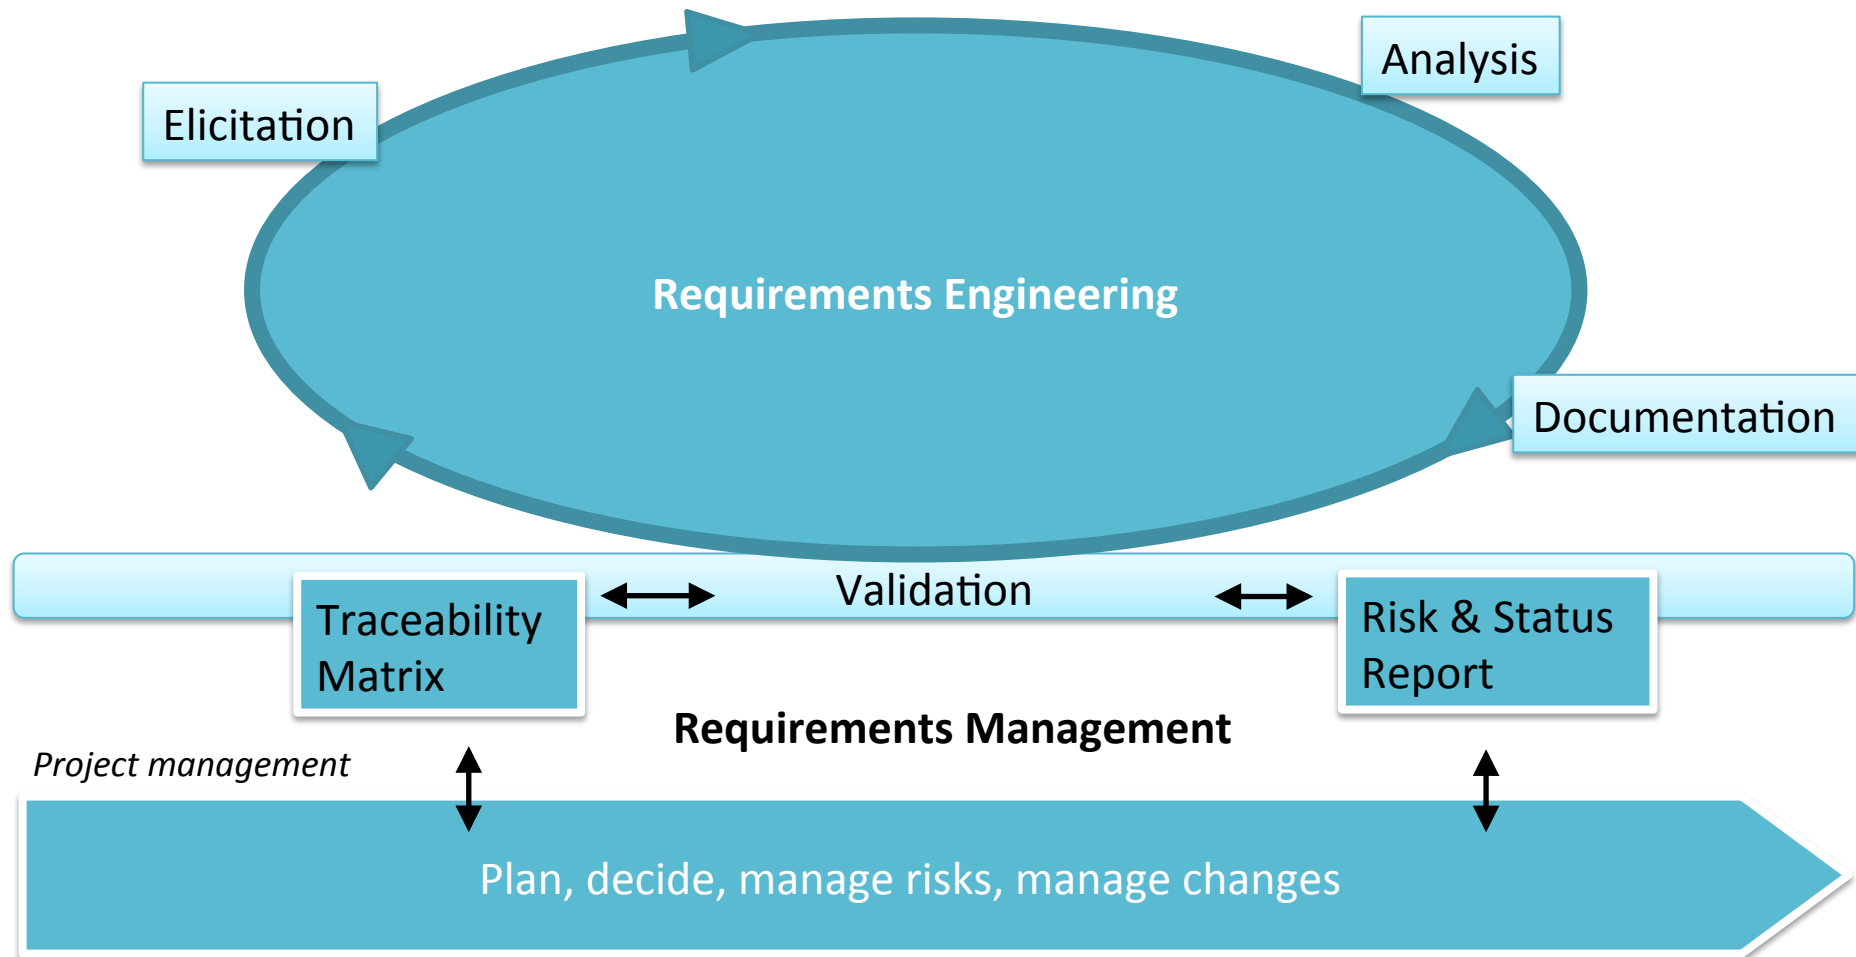 Analysis
Elicitation
Requirements Engineering
Documentation
Validation
Traceability
Matrix
Risk & Status
Report
Requirements Management
Project management
Plan, decide, manage risks, manage changes